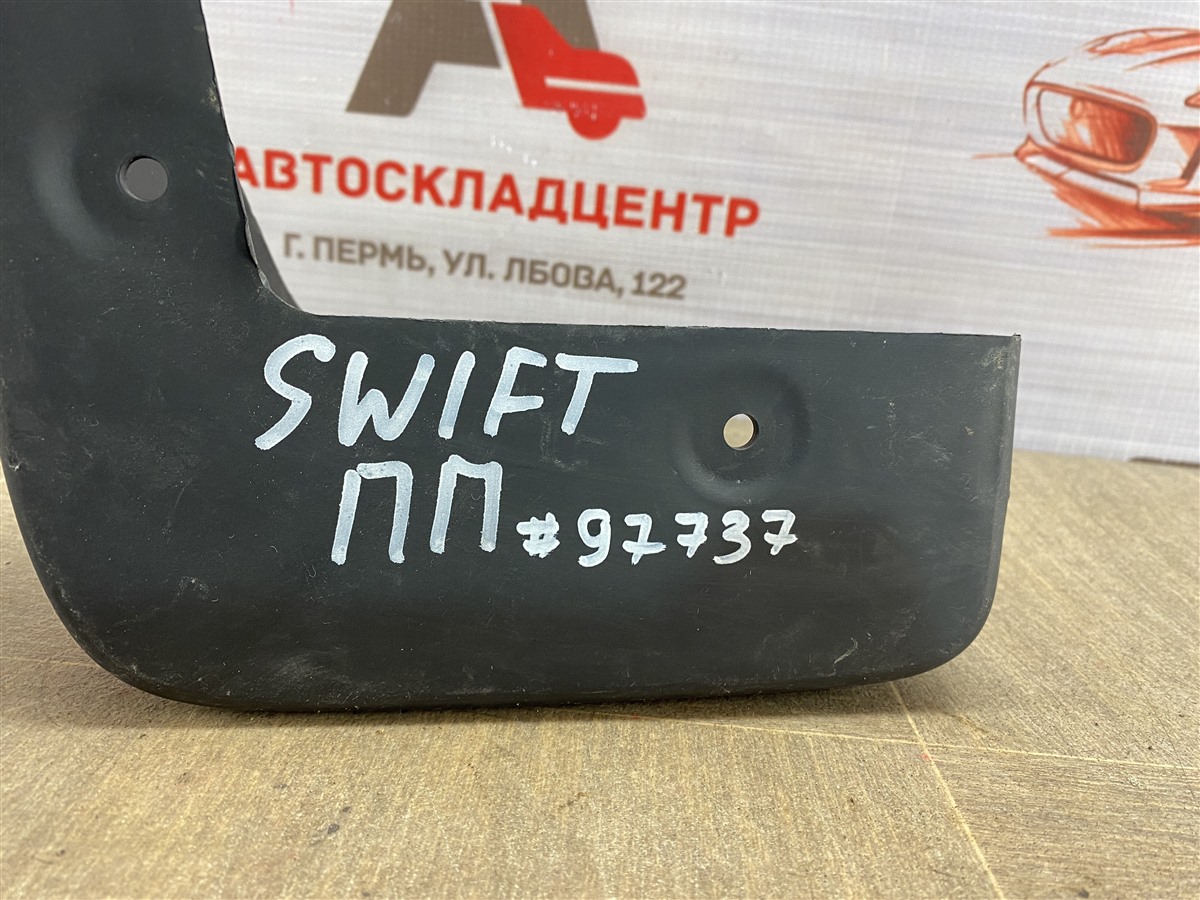 АВТОСКЛАДЦЕНТР
Г. ПЕРМЬ, УЛ. ЛБОВА, 122
SWIFT
ПП #97737